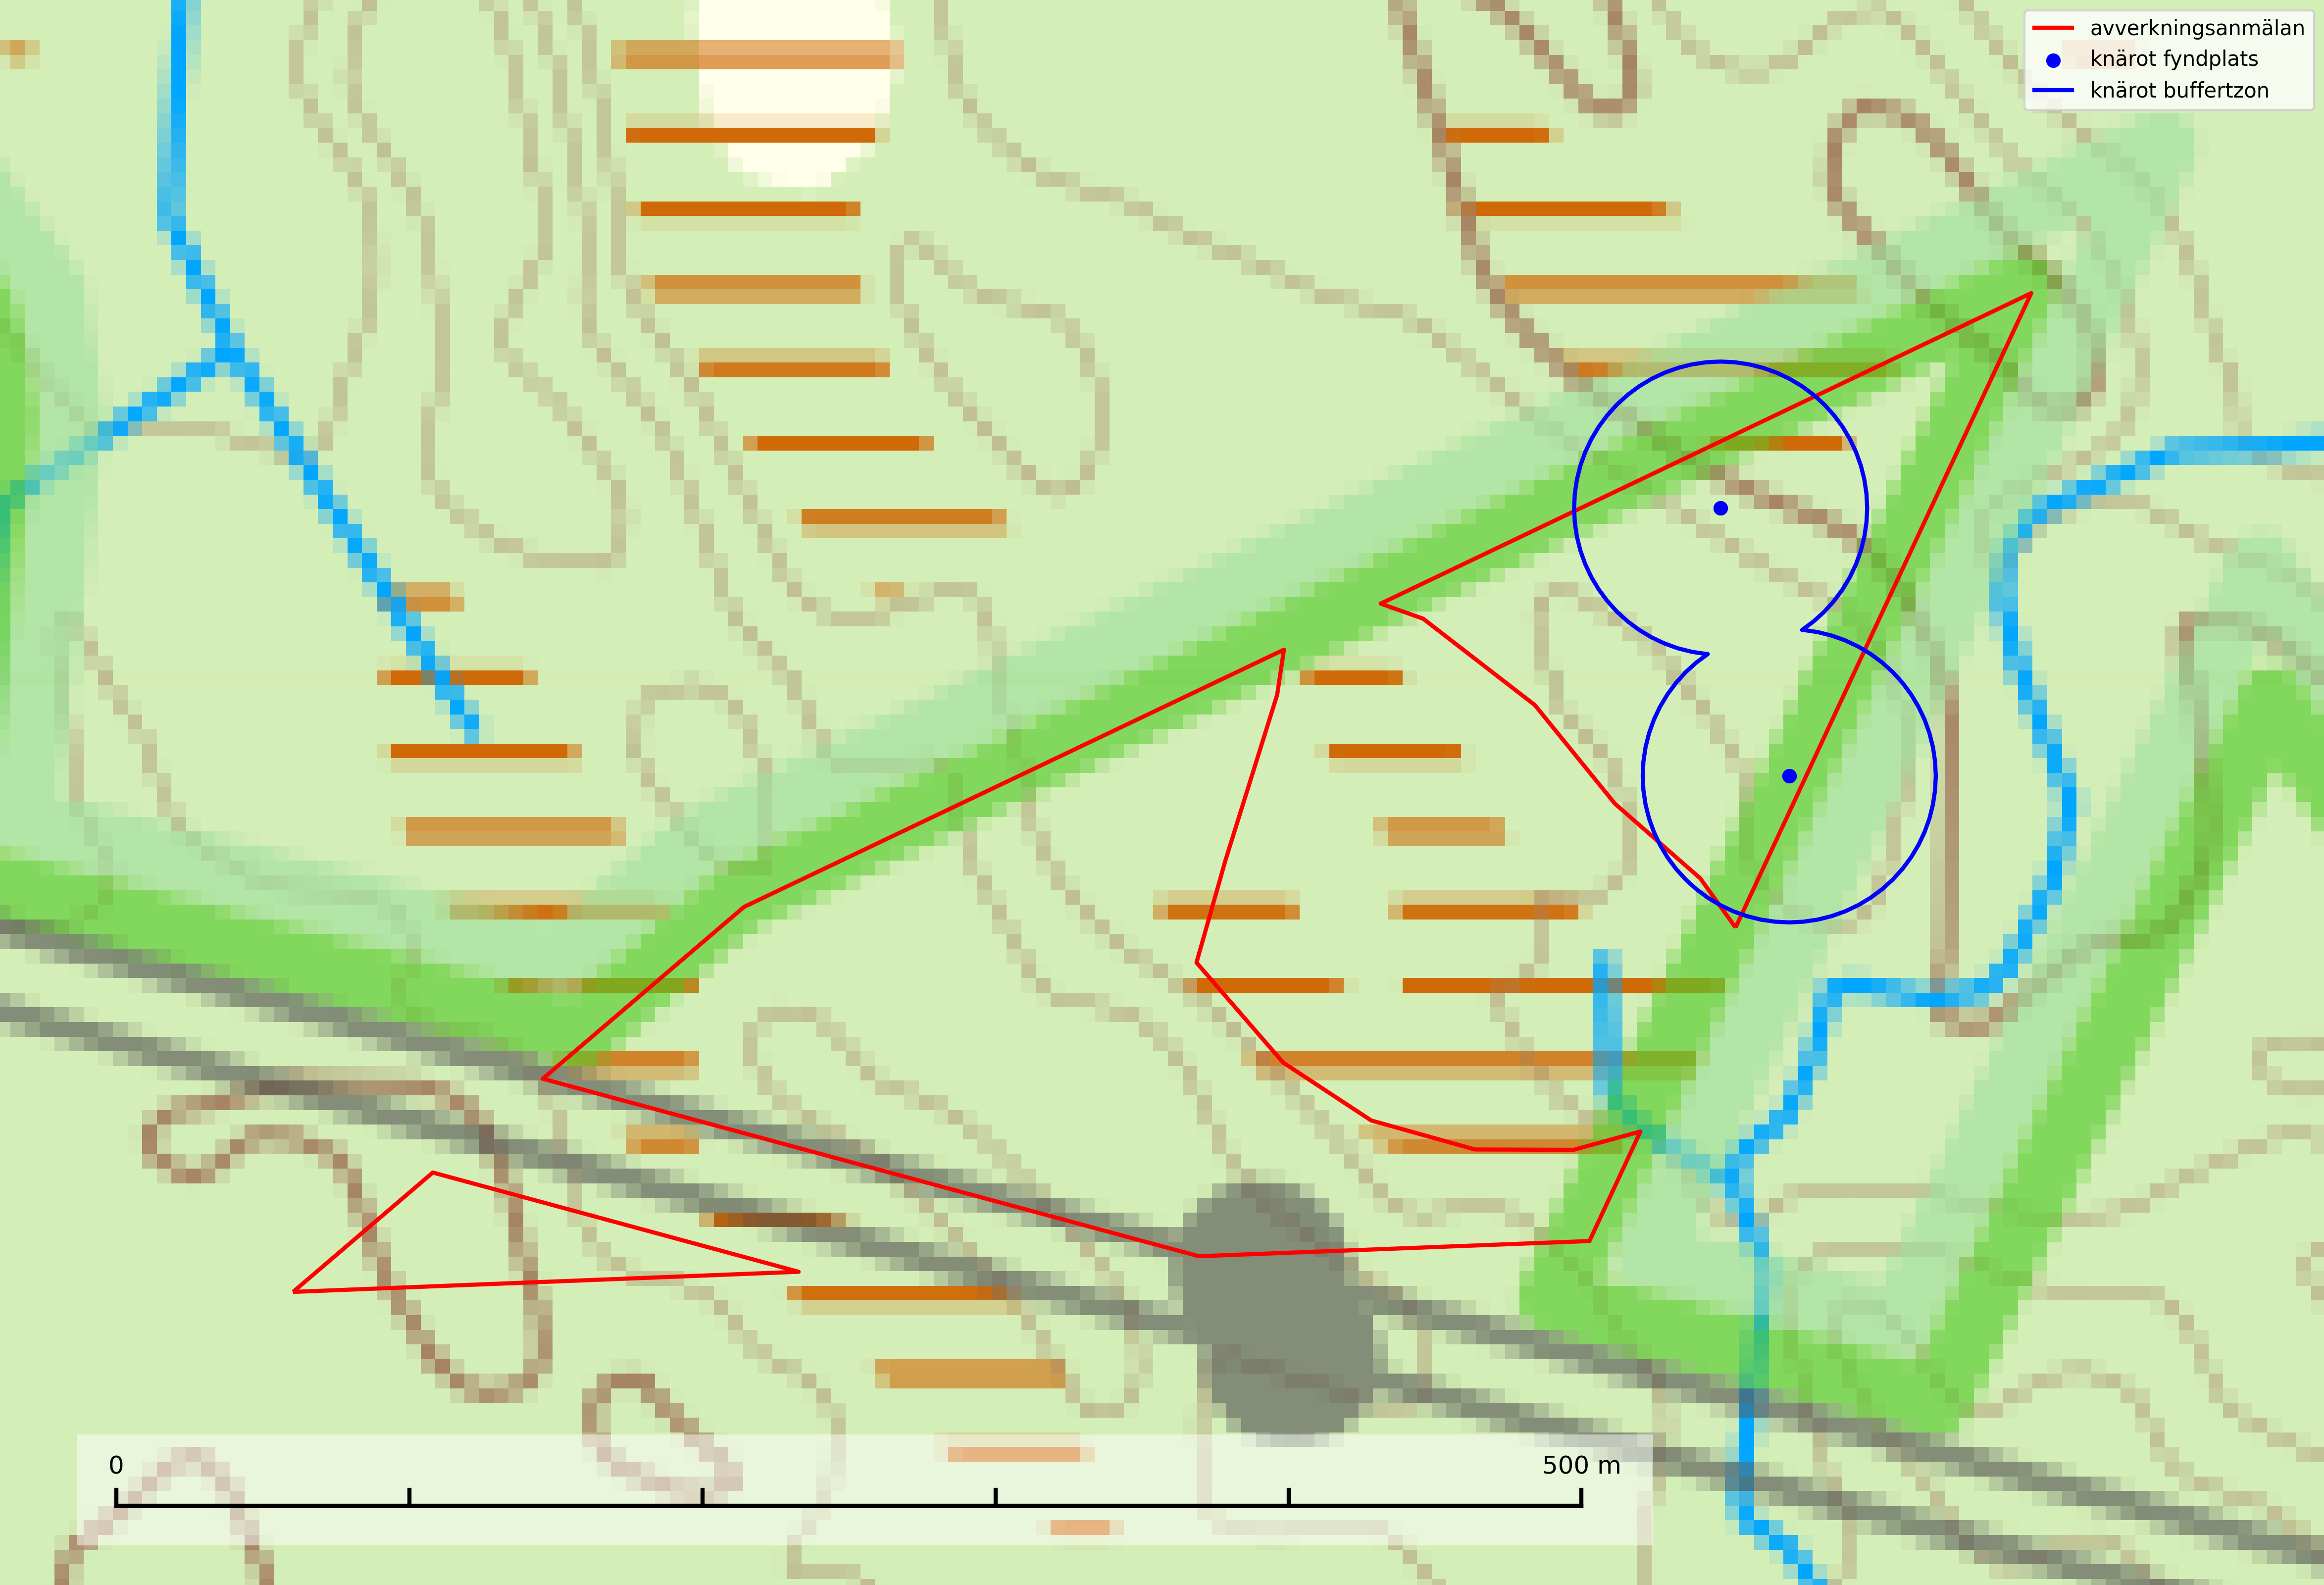 avverkningsanmälan
knärot fyndplats
knärot buffertzon
0
500 m